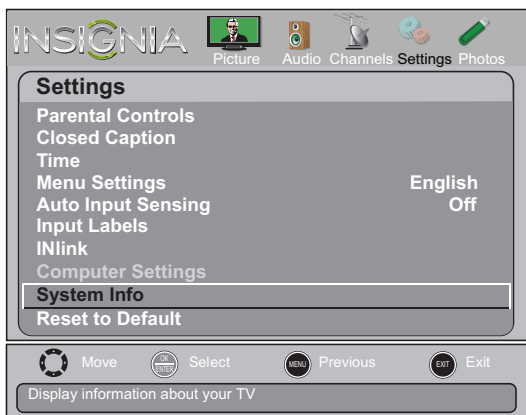 INSIGNIA
Picture Audio Channels Settings Photos
Settings
Parental Controls
Closed Caption
Time
Menu Settings English
Auto Input Sensing Off
Input Labels
INlink
Computer Settings
System Info
Reset to Default
Move OK ENTER Select MENU Previous EXIT Exit
Display information about your TV